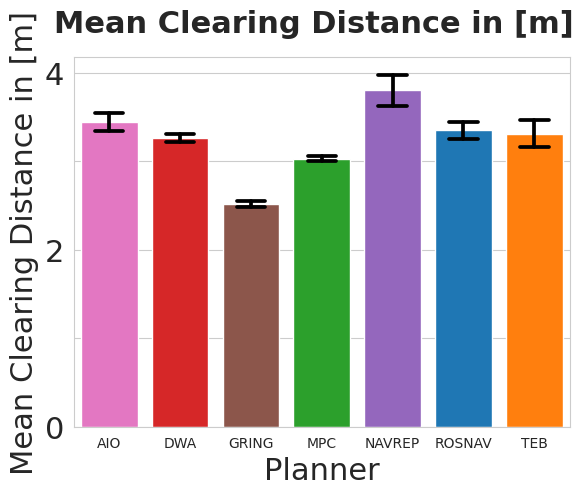 Mean Clearing Distance in [m]
Mean Clearing Distance in [m]
4
2
0
AIO DWA GRING MPC NAVREP ROSNAV TEB
Planner